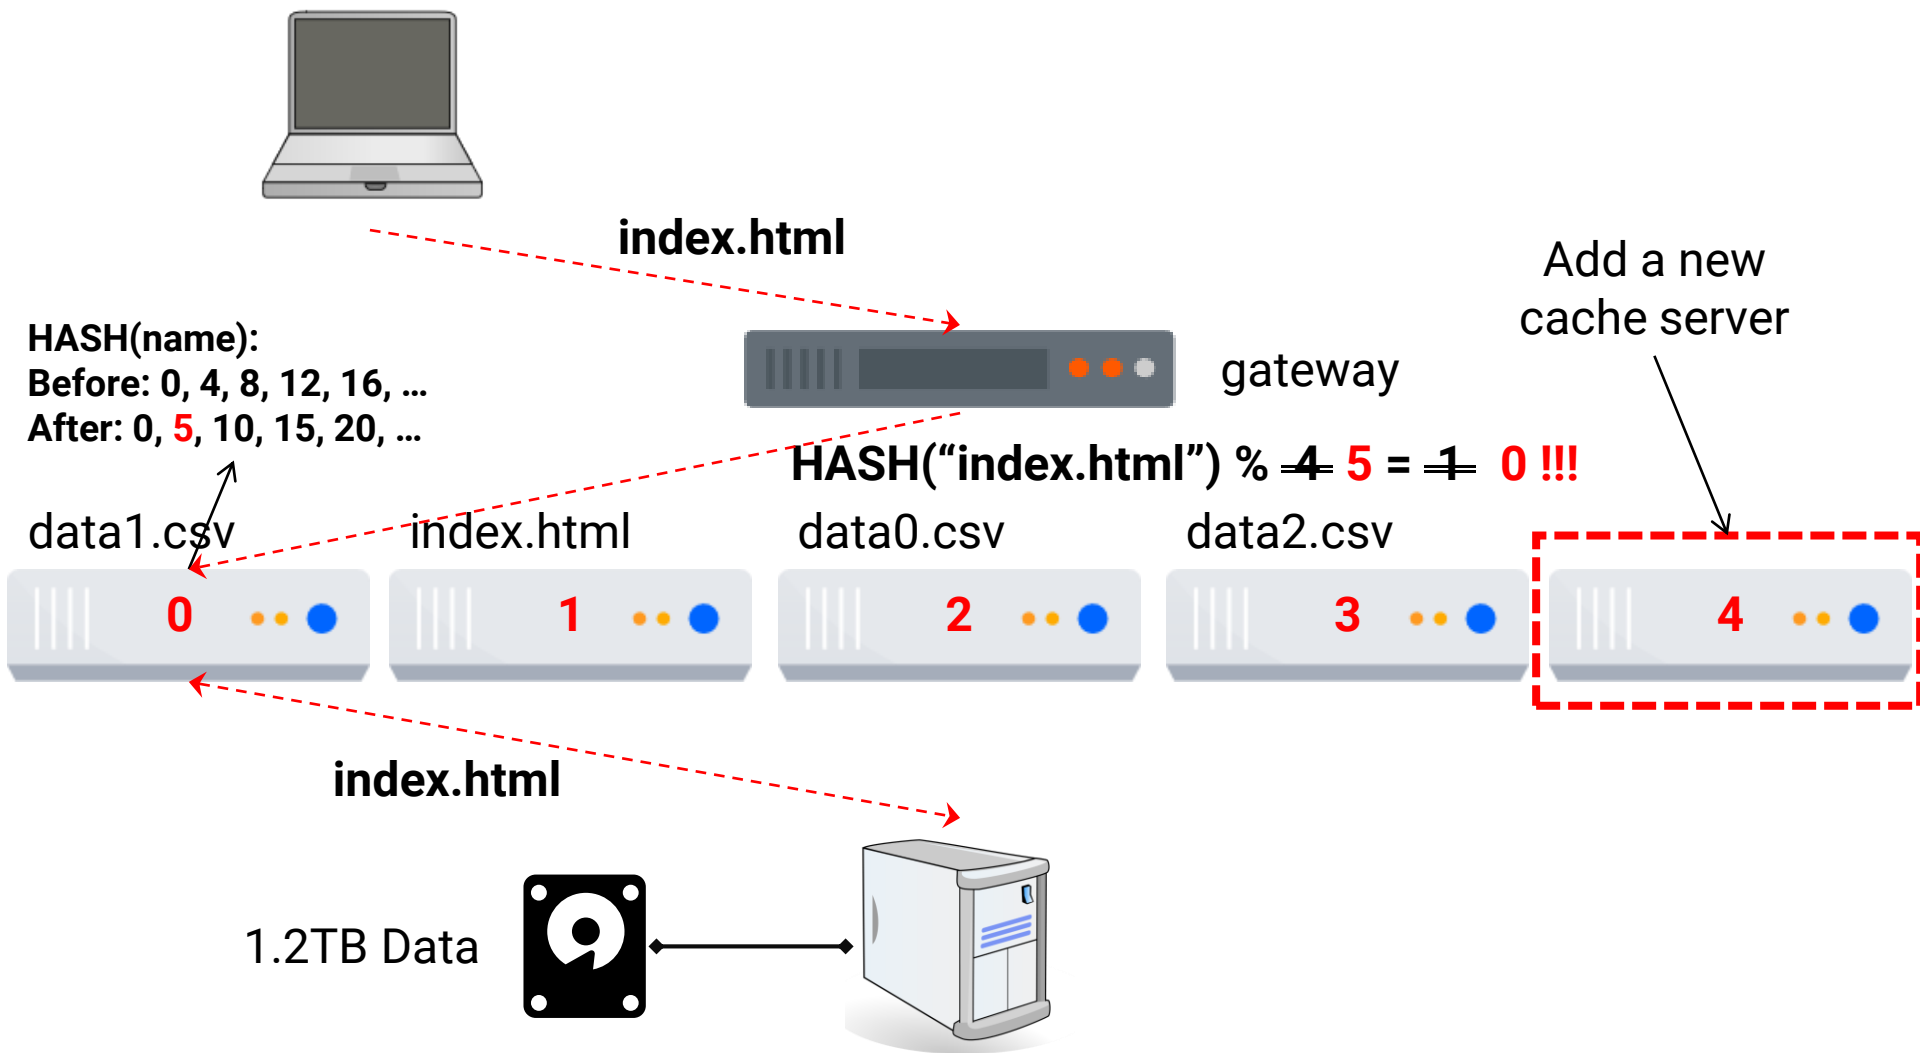 index.html
Add a new
cache server
HASH(name):
Before: 0, 4, 8, 12, 16, ...
After: 0, 5, 10, 15, 20, ...
gateway
HASH(“index.html”) % 4 5 = 1 0 !!!
data1.csv
index.html
data0.csv
data2.csv
0
1
2
3
4
index.html
1.2TB Data